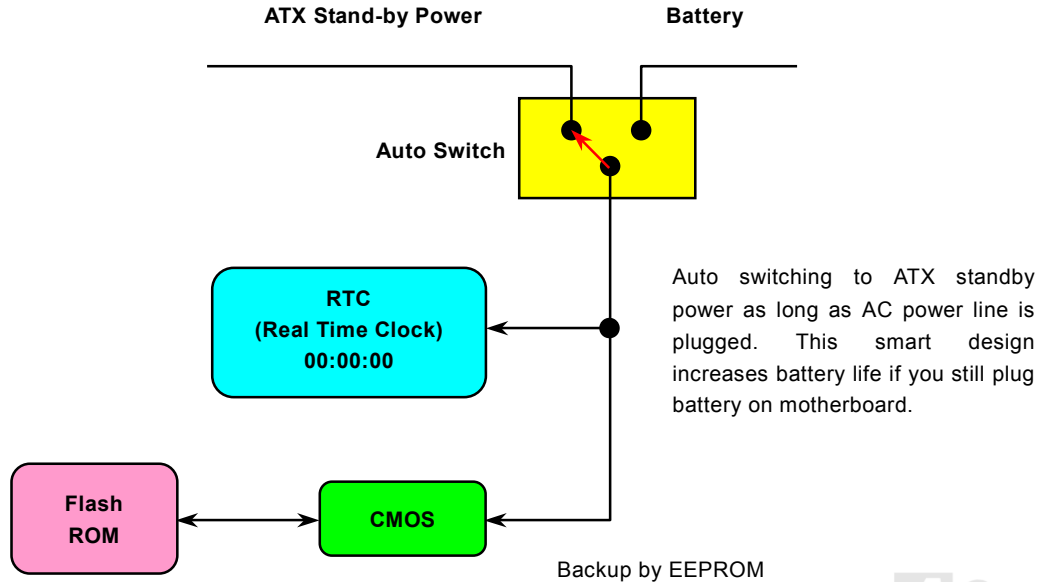 ATX Stand-by Power
Battery
Auto Switch
RTC
(Real Time Clock)
00:00:00
Auto switching to ATX standby
power as long as AC power line is
plugged. This smart design
increases battery life if you still plug
battery on motherboard.
Flash
ROM
CMOS
Backup by EEPROM